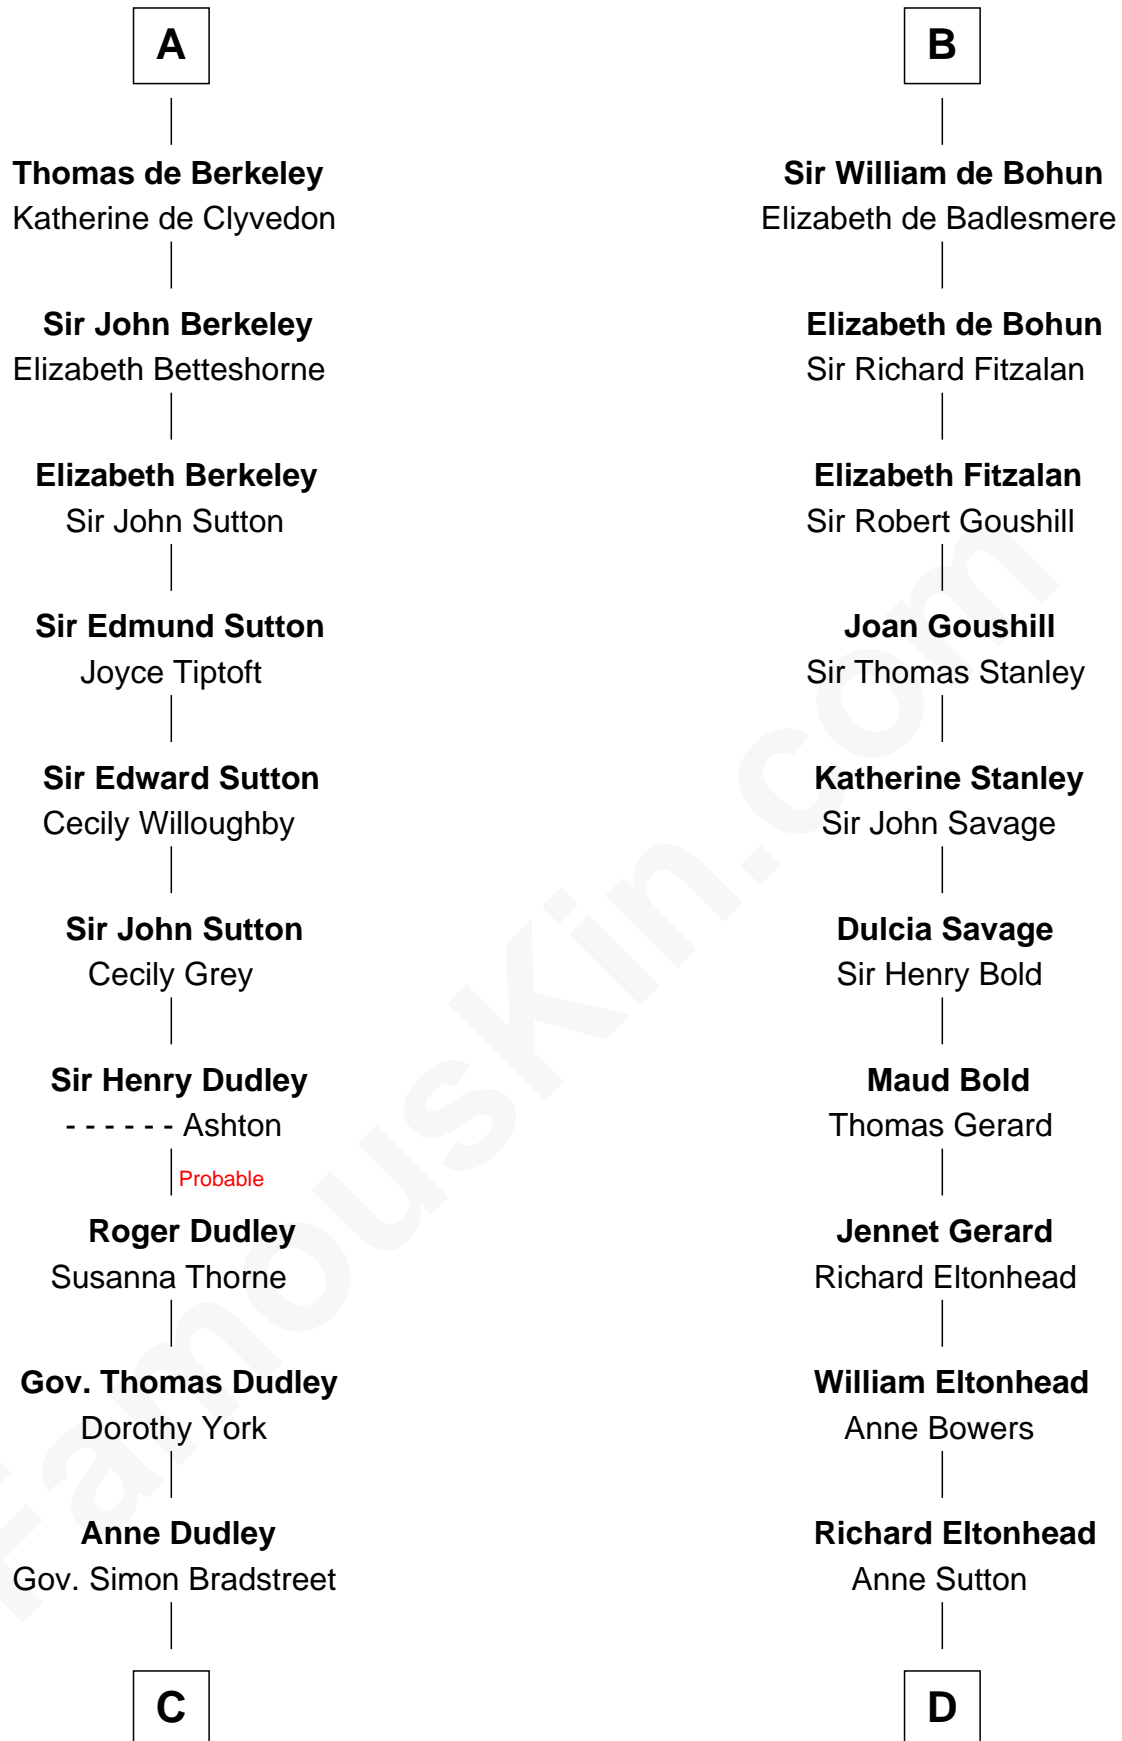 A
Thomas de Berkeley
Katherine de Clyvedon
Sir John Berkeley
Elizabeth Betteshorne
Elizabeth Berkeley
Sir John Sutton
Sir Edmund Sutton
Joyce Tiptoft
Sir Edward Sutton
Cecily Willoughby
Sir John Sutton
Cecily Grey
Sir Henry Dudley
- - - - - - Ashton
Probable
Roger Dudley
Susanna Thorne
Gov. Thomas Dudley
Dorothy York
Anne Dudley
Gov. Simon Bradstreet
C
B
Sir William de Bohun
Elizabeth de Badlesmere
Elizabeth de Bohun
Sir Richard Fitzalan
Elizabeth Fitzalan
Sir Robert Goushill
Joan Goushill
Sir Thomas Stanley
Katherine Stanley
Sir John Savage
Dulcia Savage
Sir Henry Bold
Maud Bold
Thomas Gerard
Jennet Gerard
Richard Eltonhead
William Eltonhead
Anne Bowers
Richard Eltonhead
Anne Sutton
D
FamousKin.com